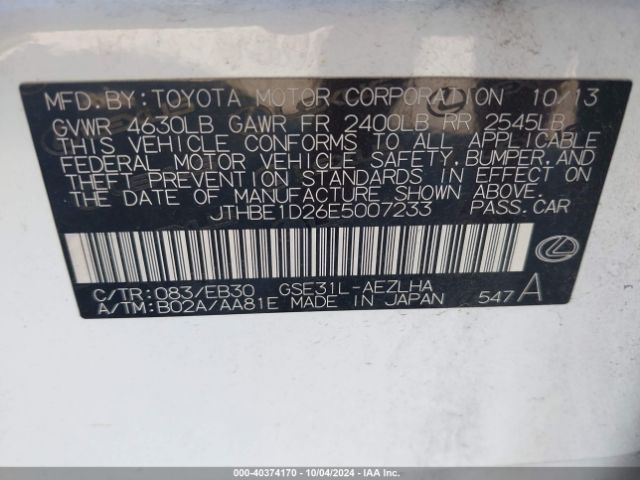 MFD. BY: TOYOTA MOTOR CORPORATION 10/13
GVWR 4630LB GAWR FR 2400LB RR 2545LB
THIS VEHICLE CONFORMS TO ALL APPLICABLE
FEDERAL MOTOR VEHICLE SAFETY, BUMPER, AND
THEFT PREVENTION STANDARDS IN EFFECT ON
THE DATE OF MANUFACTURE SHOWN ABOVE.
JTHBE1D26E5007233 PASS. CAR
C/TR: 083/EB30 GSE31L-AEZLHA
A/TM: B02A/AA81E MADE IN JAPAN 547 A
000-40374170 - 10/04/2024 - IAA Inc.